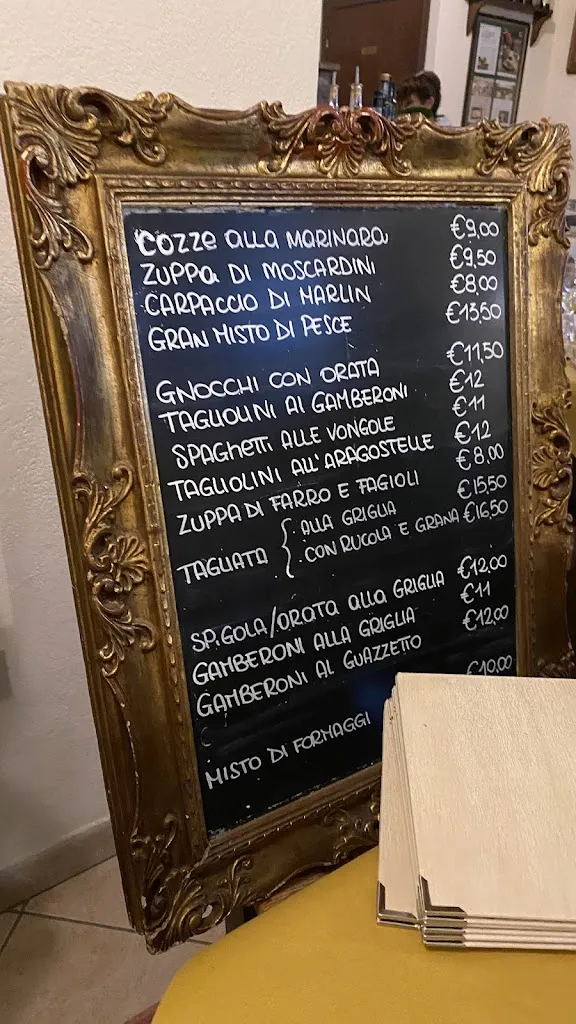 COZZE ALLA MARINARA €9,00
ZUPPA DI MOSCARDINI €9,50
CARPACCIO DI MARLIN €8,00
GRAN MISTO DI PESCE €13,50
GNOCCHI CON ORATA €11,50
TAGLIOLINI AI GAMBERONI €12
SPAGHETTI ALLE VONGOLE €11
TAGLIOLINI ALL'ARAGOSTELLE €12
ZUPPA DI FARRO E FAGIOLI €8,00
TAGLIATA { ALLA GRIGLIA €15,50
CON RUCOLA E GRANA €16,50
SP.GOLA/ORATA ALLA GRIGLIA €12,00
GAMBERONI ALLA GRIGLIA €11
GAMBERONI AL GUAZZETTO €12,00
MISTO DI FORMAGGI €10,00